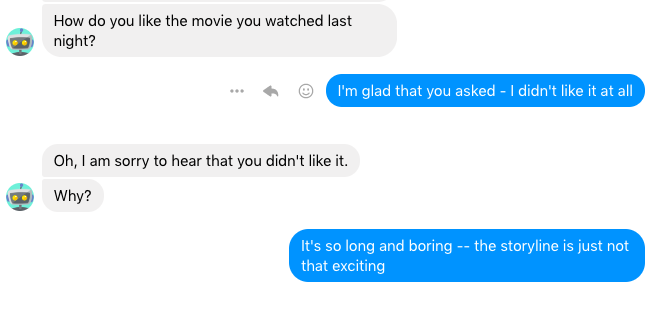 How do you like the movie you watched last
night?
I'm glad that you asked - I didn't like it at all
Oh, I am sorry to hear that you didn't like it.
Why?
It's so long and boring -- the storyline is just not
that exciting